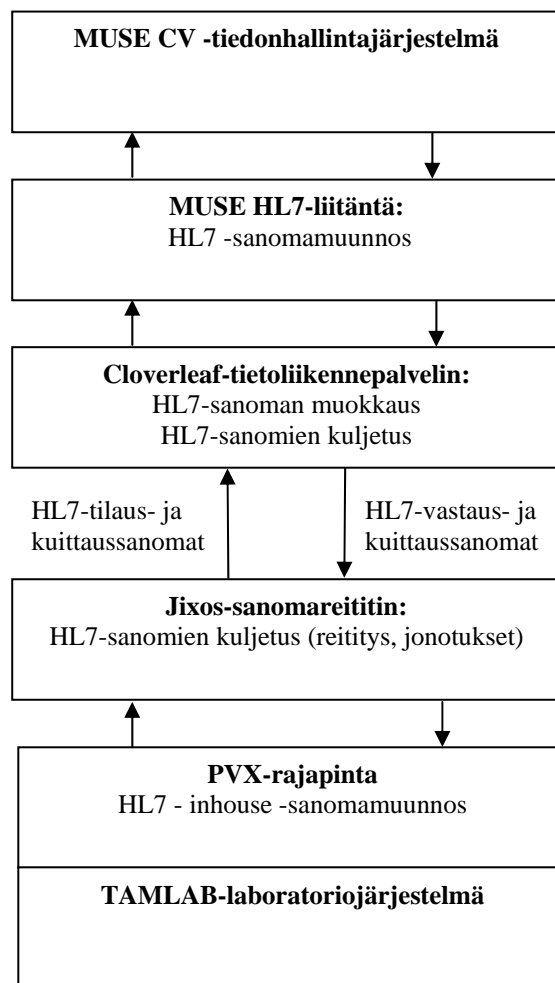 MUSE CV -tiedonhallintajärjestelmä
MUSE HL7-liitäntä:
HL7 -sanomamuunnos
Cloverleaf-tietoliikennepalvelin:
HL7-sanoman muokkaus
HL7-sanomien kuljetus
HL7-tilaus- ja
kuittaussanomat
HL7-vastaus- ja
kuittaussanomat
Jixos-sanomareititin:
HL7-sanomien kuljetus (reititys, jonotukset)
PVX-rajapinta
HL7 - inhouse -sanomamuunnos
TAMLAB-laboratoriojärjestelmä